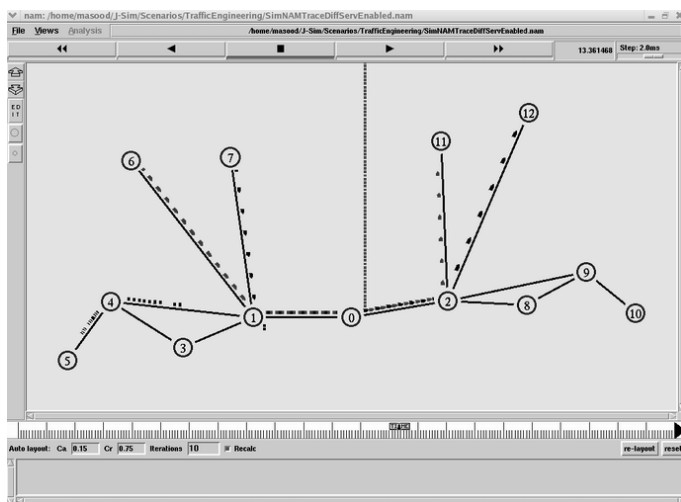 nam: /home/masood/J-Sim/Scenarios/TrafficEngineering/SimNAMTraceDiffServEnabled.nam
File Views Analysis /home/masood/J-Sim/Scenarios/TrafficEngineering/SimNAMTraceDiffServEnabled.nam
13.361468 Step: 2.0ms
ED
IT
12
11
6 7
9
4 2 8
1 0 10
3
5
Auto layout: Ca 0.15 Cr 0.75 Iterations 10 Recalc re-layout reset